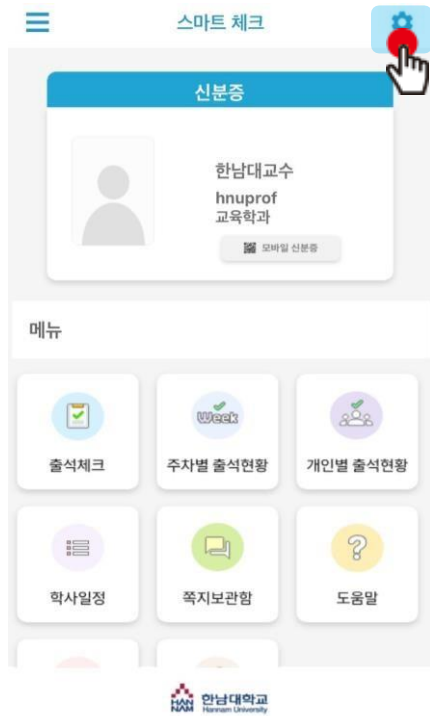 스마트 체크
신분증
한남대교수
hnuprof
교육학과
모바일 신분증
메뉴
출석체크
Week
주차별 출석현황
개인별 출석현황
학사일정
쪽지보관함
도움말
HAN
NAM
한남대학교
Hannam University